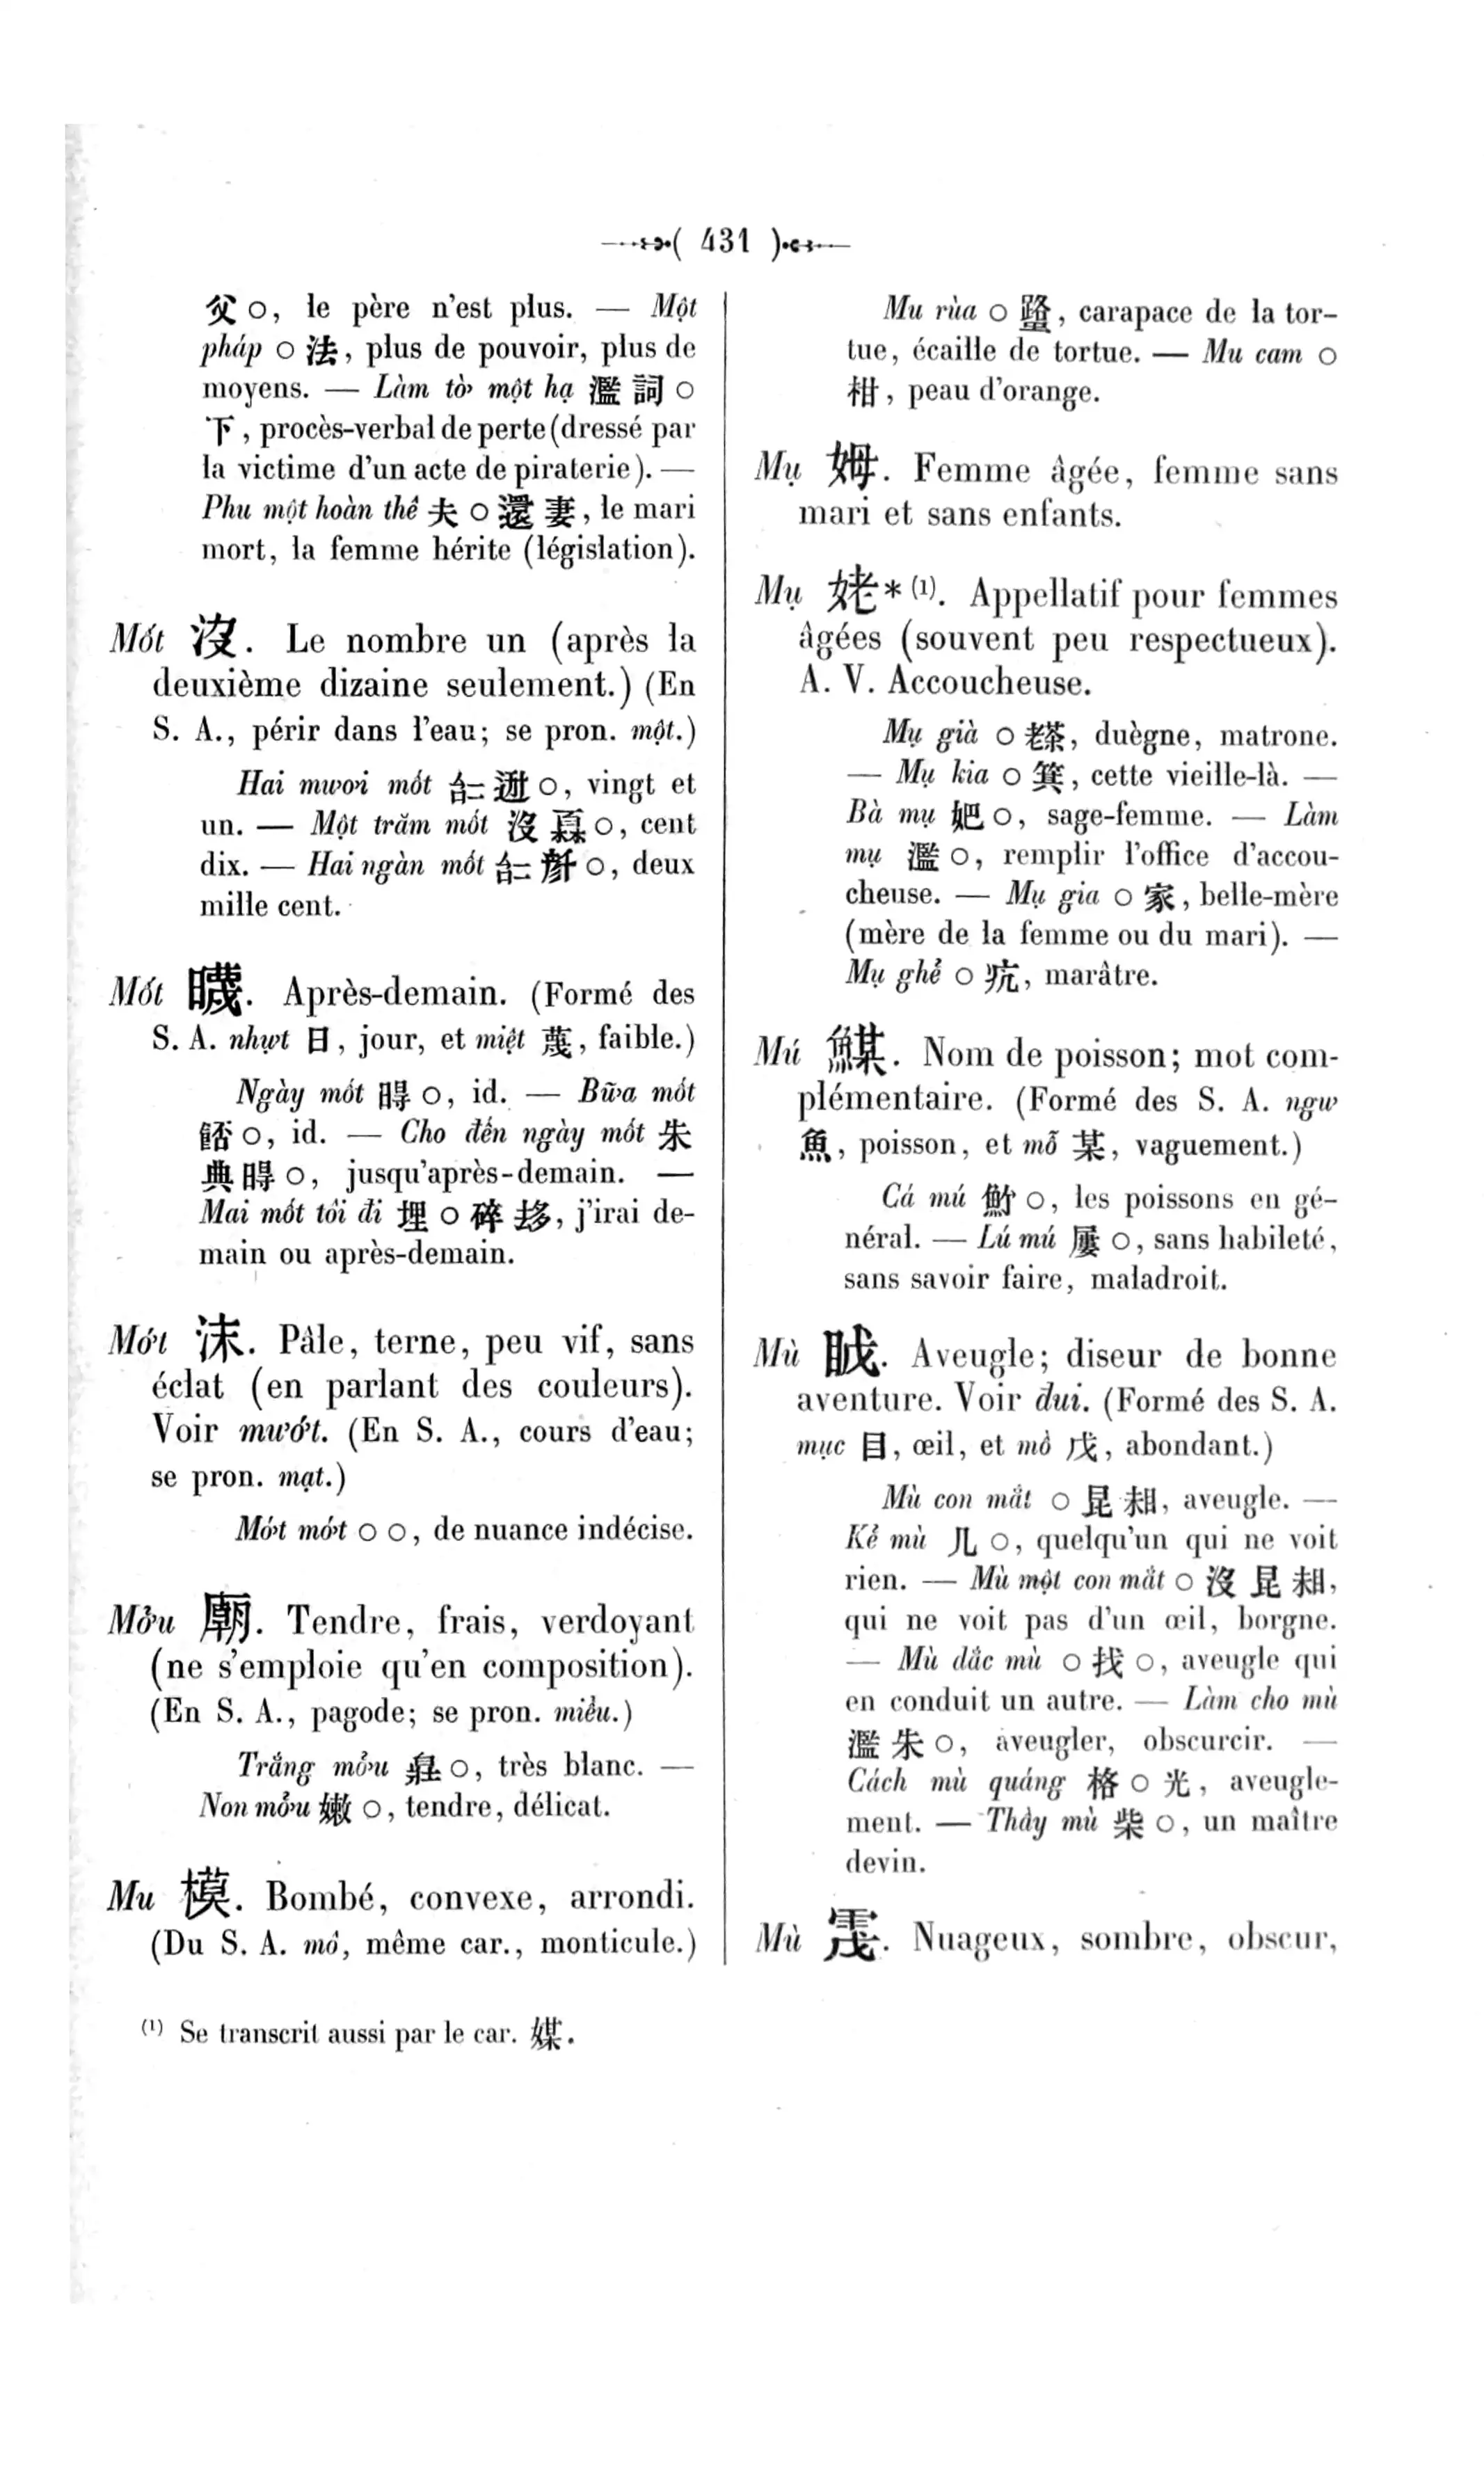 ( 431 )
父 ○, le père n'est plus. — Một
pháp ○ 法, plus de pouvoir, plus de
moyens. — Làm tờ một hạ 濫 詞 ○
下, procès-verbal de perte (dressé par
la victime d'un acte de piraterie). —
Phu một hoàn thê 夫 ○ 還 妻, le mari
mort, la femme hérite (législation).
Mốt 沒. Le nombre un (après la
deuxième dizaine seulement.) (En
S. A., périr dans l'eau; se pron. một.)
Hai mươi mốt 𠄩 𨑮 ○, vingt et
un. — Một trăm mốt 沒 𤾓 ○, cent
dix. — Hai ngàn mốt 𠄩 𠦳 ○, deux
mille cent.
Mốt 𣋻. Après-demain. (Formé des
S. A. nhựt 日, jour, et miệt 蔑, faible.)
Ngày mốt 𣈜 ○, id. — Bữa mốt
𩛷 ○, id. — Cho đến ngày mốt 朱
典 𣈜 ○, jusqu'après-demain. —
Mai mốt tôi đi 埋 ○ 碎 𠫾, j'irai de-
main ou après-demain.
Mớt 沫. Pâle, terne, peu vif, sans
éclat (en parlant des couleurs).
Voir mướt. (En S. A., cours d'eau;
se pron. mạt.)
Mớt mớt ○ ○, de nuance indécise.
Mởu 廟. Tendre, frais, verdoyant
(ne s'emploie qu'en composition).
(En S. A., pagode; se pron. miếu.)
Trắng mởu ○, très blanc. —
Non mởu 嫩 ○, tendre, délicat.
Mu 模. Bombé, convexe, arrondi.
(Du S. A. mô, même car., monticule.)
Mu rùa ○, carapace de la tor-
tue, écaille de tortue. — Mu cam ○
柑, peau d'orange.
Mụ 姆. Femme âgée, femme sans
mari et sans enfants.
Mụ 姥* (1). Appellatif pour femmes
âgées (souvent peu respectueux).
A. V. Accoucheuse.
Mụ già ○ 𦓅, duègne, matrone.
— Mụ kia ○ 箕, cette vieille-là. —
Bà mụ 妑 ○, sage-femme. — Làm
mụ 濫 ○, remplir l'office d'accou-
cheuse. — Mụ gia ○ 家, belle-mère
(mère de la femme ou du mari). —
Mụ ghẻ ○ 疣, marâtre.
Mú. Nom de poisson; mot com-
plémentaire. (Formé des S. A. ngư
魚, poisson, et mỗ 某, vaguement.)
Cá mú 𩵜 ○, les poissons en gé-
néral. — Lú mú 屢 ○, sans habileté,
sans savoir faire, maladroit.
Mù 𥄮. Aveugle; diseur de bonne
aventure. Voir đui. (Formé des S. A.
mục 目, œil, et mồ 戊, abondant.)
Mù con mắt ○ 昆 𬑉, aveugle. —
Kẻ mù 几 ○, quelqu'un qui ne voit
rien. — Mù một con mắt ○ 沒 昆 𬑉,
qui ne voit pas d'un œil, borgne.
— Mù dắc mù ○ 找 ○, aveugle qui
en conduit un autre. — Làm cho mù
濫 朱 ○, aveugler, obscurcir. —
Cách mù quáng 格 ○ 光, aveugle-
ment. — Thầy mù 柴 ○, un maître
devin.
Mù 雿. Nuageux, sombre, obscur,
(1) Se transcrit aussi par le car. 媒.